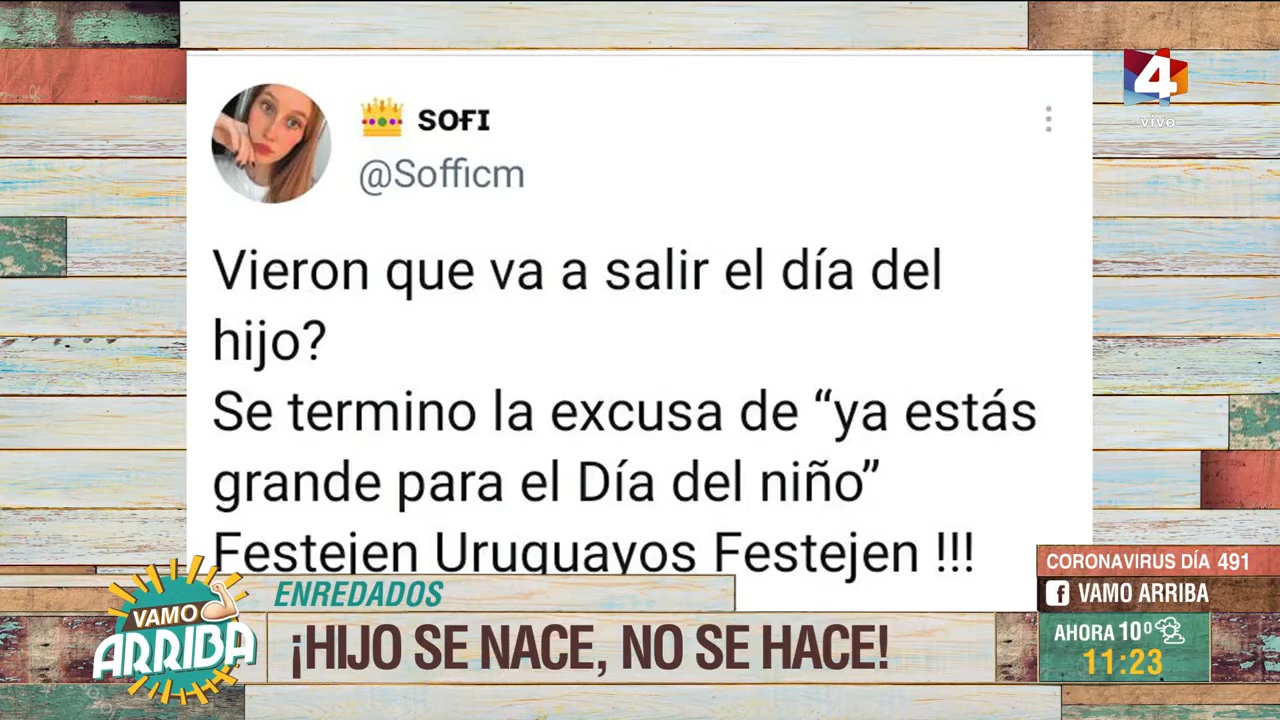 4
vivo
SOFI
@Sofficm
Vieron que va a salir el día del
hijo?
Se termino la excusa de “ya estás
grande para el Día del niño”
Festejen Uruguayos Festejen !!!
ENREDADOS
¡HIJO SE NACE, NO SE HACE!
VAMO
ARRIBA
CORONAVIRUS DÍA 491
f VAMO ARRIBA
AHORA 10º
11:23